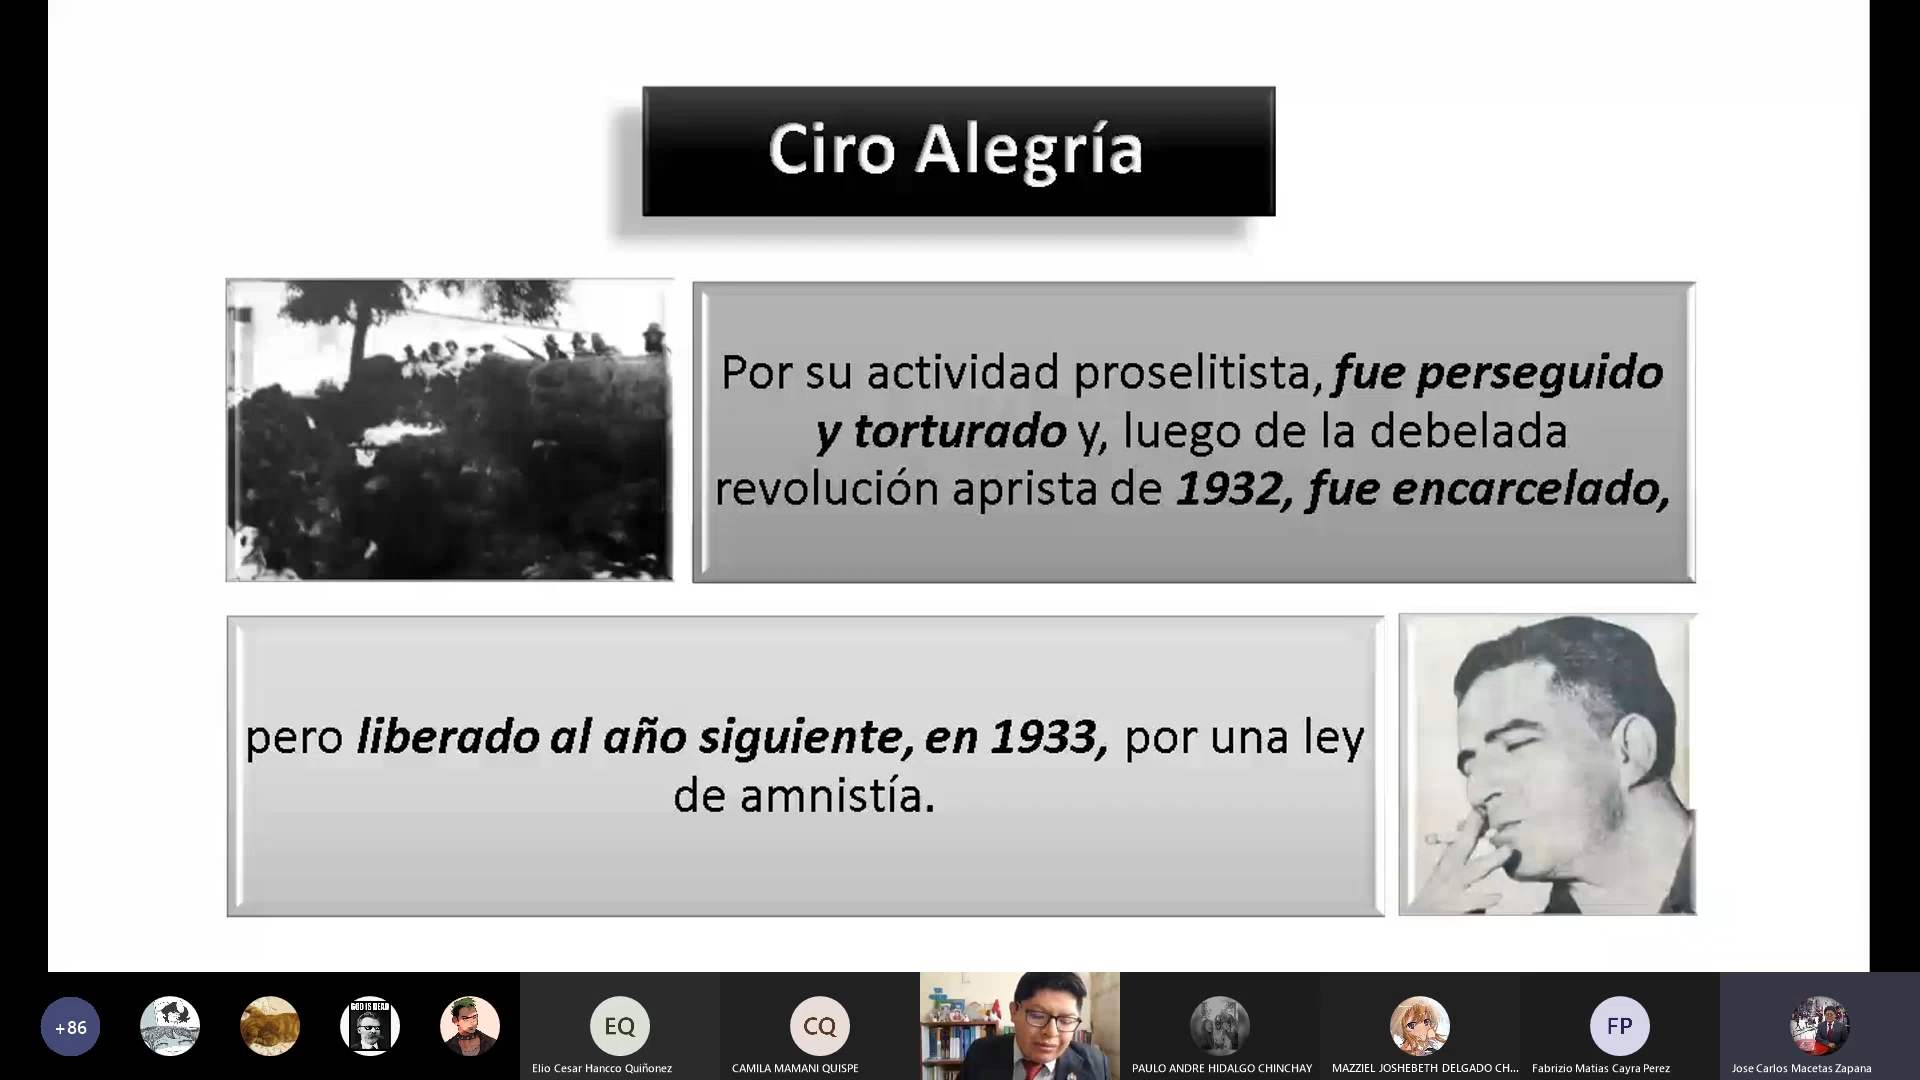 Ciro Alegría
Por su actividad proselitista, fue perseguido
y torturado y, luego de la debelada
revolución aprista de 1932, fue encarcelado,
pero liberado al año siguiente, en 1933, por una ley
de amnistía.
+86
GOD IS DEAD
EQ
Elio Cesar Hancco Quiñonez
CQ
CAMILA MAMANI QUISPE
PAULO ANDRE HIDALGO CHINCHAY
MAZZIEL JOSHEBETH DELGADO CH...
FP
Fabrizio Matias Cayra Perez
Jose Carlos Macetas Zapana